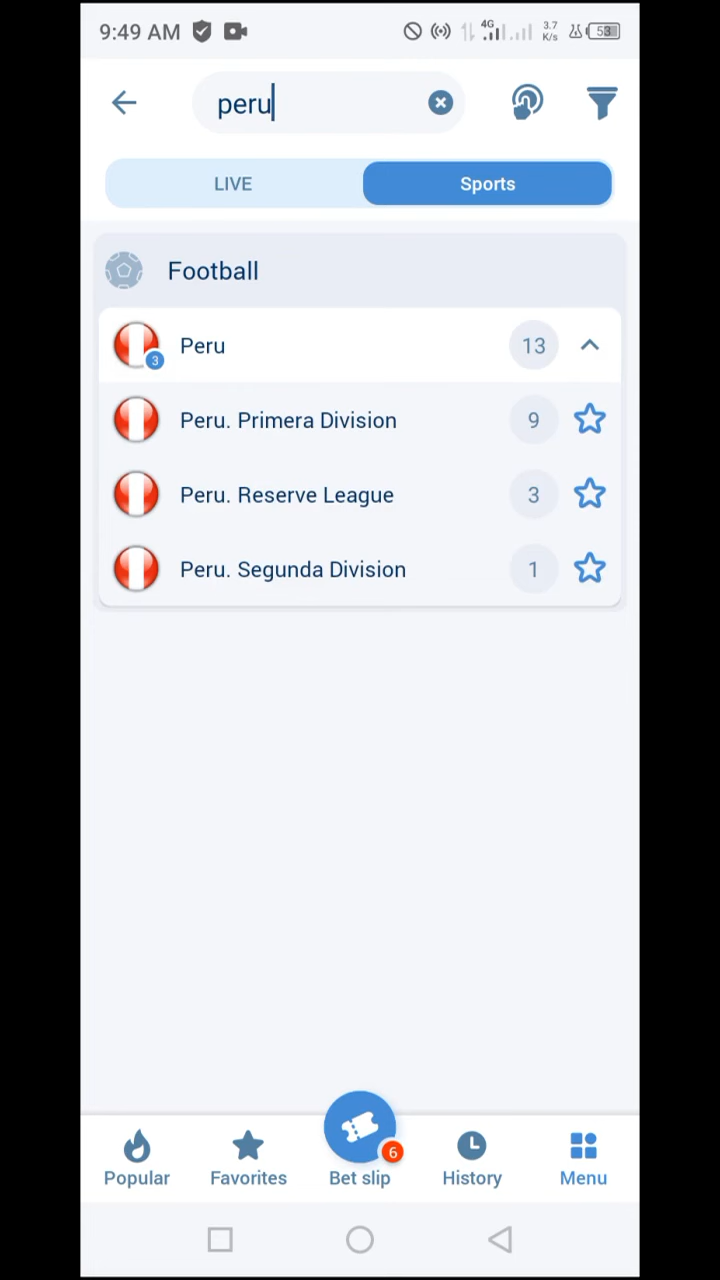 9:49 AM 4G 3.7 K/s 53
peru
LIVE Sports
Football
3 Peru 13
Peru. Primera Division 9
Peru. Reserve League 3
Peru. Segunda Division 1
6
Popular Favorites Bet slip History Menu